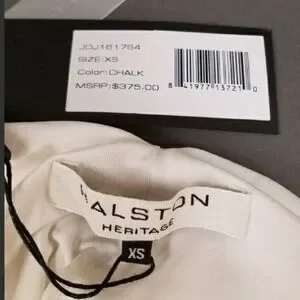 JDJ161764
SIZE:XS
Color:CHALK
MSRP:$375.00
8 41977 13721 0
HALSTON
HERITAGE
XS